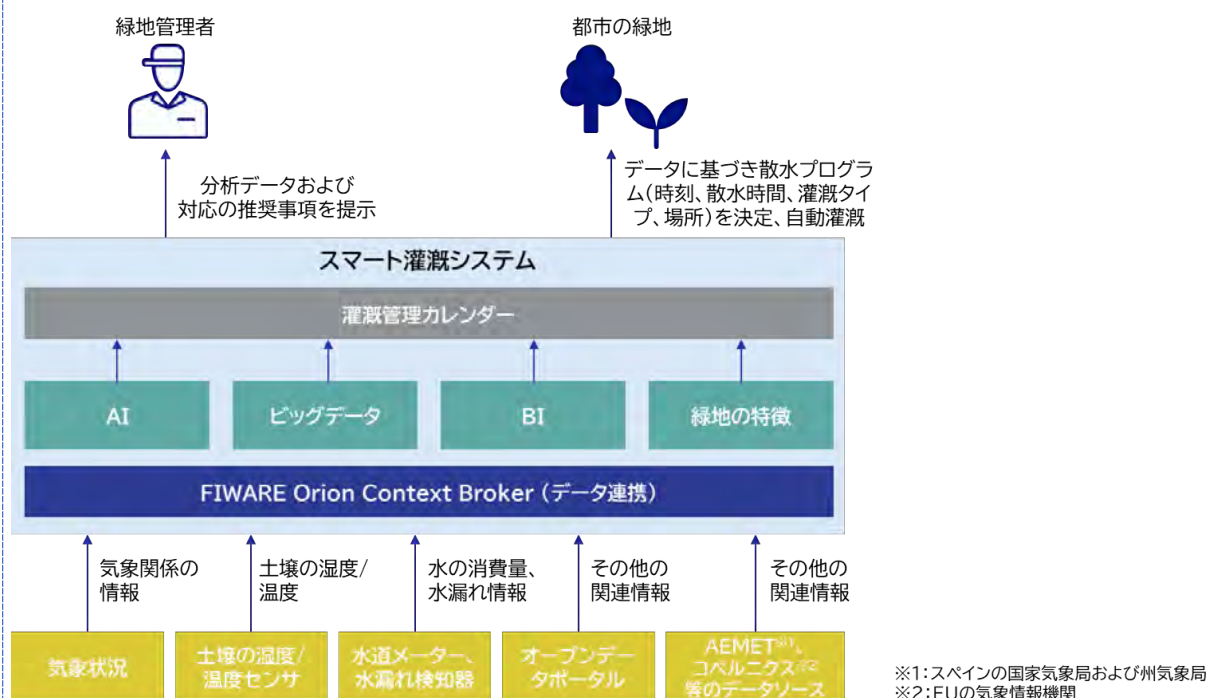 緑地管理者
都市の緑地
分析データおよび
対応の推奨事項を提示
データに基づき散水プログラ
ム(時刻、散水時間、灌漑タイ
プ、場所)を決定、自動灌漑
スマート灌漑システム
灌漑管理カレンダー
AI
ビッグデータ
BI
緑地の特徴
FIWARE Orion Context Broker(データ連携)
気象関係の
情報
土壌の湿度/
温度
水の消費量、
水漏れ情報
その他の
関連情報
その他の
関連情報
気象状況
土壌の湿度/
温度センサ
水道メーター、
水漏れ検知器
オープンデー
タポータル
AEMET※1、
コペルニクス※2
等のデータソース
※1:スペインの国家気象局および州気象局
※2:EUの気象情報機関